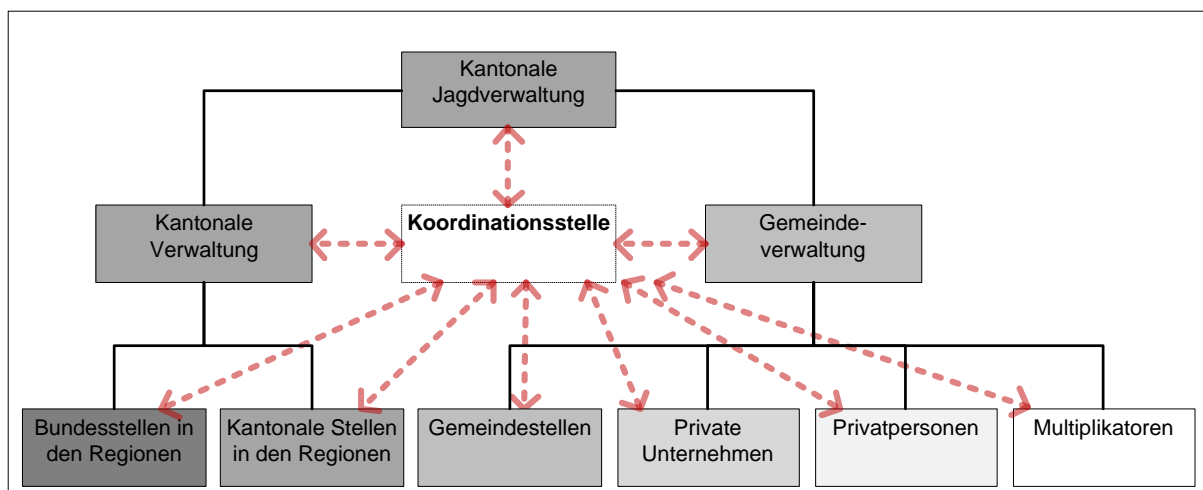 Kantonale
Jagdverwaltung
Kantonale
Verwaltung
Koordinationsstelle
Gemeinde-
verwaltung
Bundesstellen in
den Regionen
Kantonale Stellen
in den Regionen
Gemeindestellen
Private
Unternehmen
Privatpersonen
Multiplikatoren